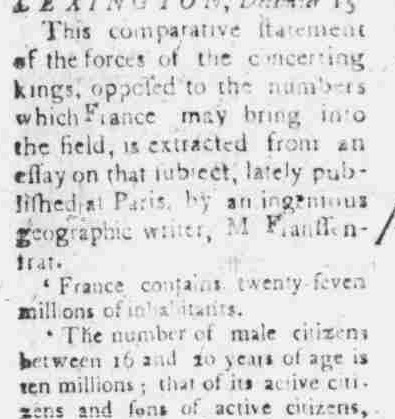 LEXINGTON, 15
This comparative ſtatement
of the forces of the concerting
kings, oppoſed to the numbers
which France may bring into
the field, is extracted from an
eſſay on that ſubject, lately pub-
liſhed at Paris, by an ingenious
geographic writer, M
trat.
‘ France contains twenty-ſeven
millions of inhabitants.
‘ The number of male citizens
between 16 and years of age is
ten millions ; that of its active citi-
zens and ſons of active citizens,